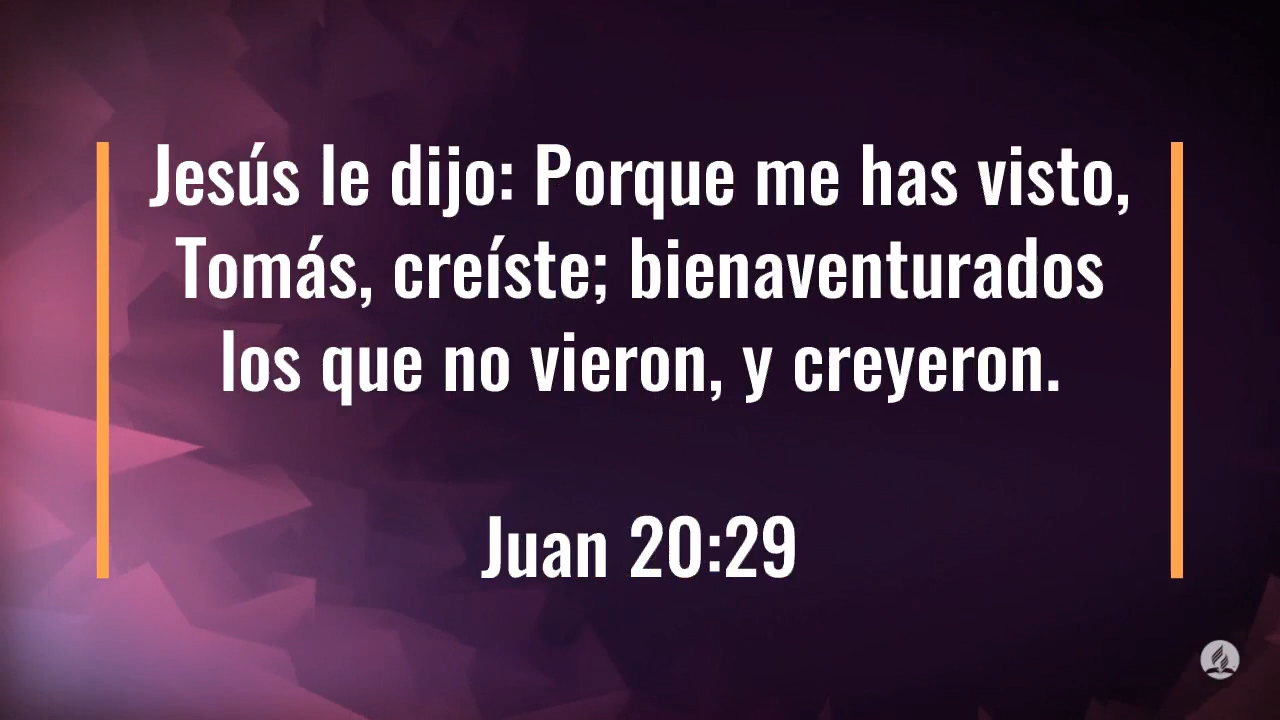 Jesús le dijo: Porque me has visto,
Tomás, creíste; bienaventurados
los que no vieron, y creyeron.
Juan 20:29